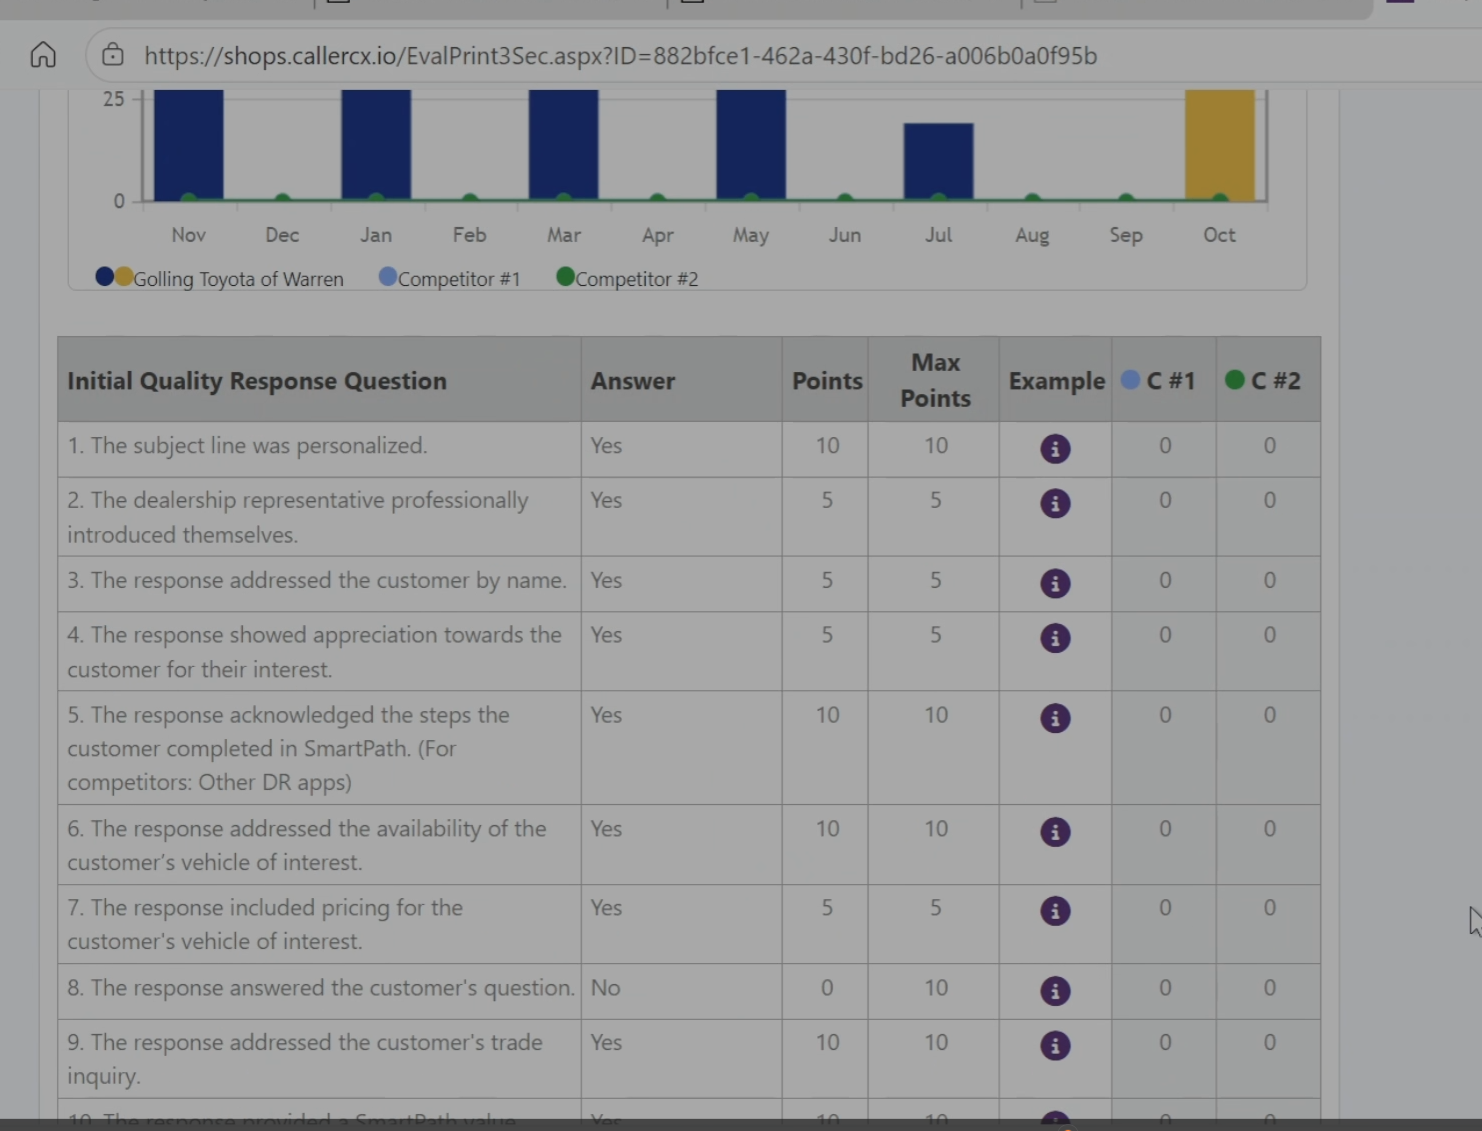 https://shops.callercx.io/EvalPrint3Sec.aspx?ID=882bfce1-462a-430f-bd26-a006b0a0f95b
25
0
Nov Dec Jan Feb Mar Apr May Jun Jul Aug Sep Oct
Golling Toyota of Warren Competitor #1 Competitor #2
Initial Quality Response Question Answer Points Max Points Example C #1 C #2
1. The subject line was personalized. Yes 10 10 0 0
2. The dealership representative professionally
introduced themselves. Yes 5 5 0 0
3. The response addressed the customer by name. Yes 5 5 0 0
4. The response showed appreciation towards the
customer for their interest. Yes 5 5 0 0
5. The response acknowledged the steps the
customer completed in SmartPath. (For
competitors: Other DR apps) Yes 10 10 0 0
6. The response addressed the availability of the
customer's vehicle of interest. Yes 10 10 0 0
7. The response included pricing for the
customer's vehicle of interest. Yes 5 5 0 0
8. The response answered the customer's question. No 0 10 0 0
9. The response addressed the customer's trade
inquiry. Yes 10 10 0 0
10. The response provided a SmartPath value Yes 10 10 0 0